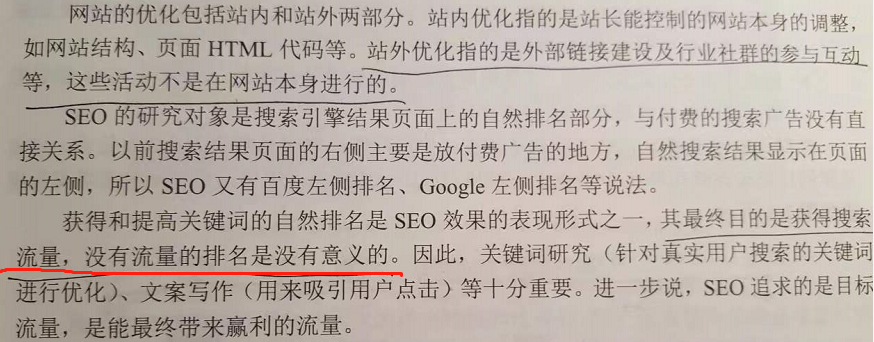 网站的优化包括站内和站外两部分。站内优化指的是站长能控制的网站本身的调整，
如网站结构、页面 HTML 代码等。站外优化指的是外部链接建设及行业社群的参与互动
等，这些活动不是在网站本身进行的。
SEO 的研究对象是搜索引擎结果页面上的自然排名部分，与付费的搜索广告没有直
接关系。以前搜索结果页面的右侧主要是放付费广告的地方，自然搜索结果显示在页面
的左侧，所以 SEO 又有百度左侧排名、Google 左侧排名等说法。
获得和提高关键词的自然排名是 SEO 效果的表现形式之一，其最终目的是获得搜索
流量，没有流量的排名是没有意义的。因此，关键词研究（针对真实用户搜索的关键词
进行优化）、文案写作（用来吸引用户点击）等十分重要。进一步说，SEO 追求的是目标
流量，是能最终带来赢利的流量。